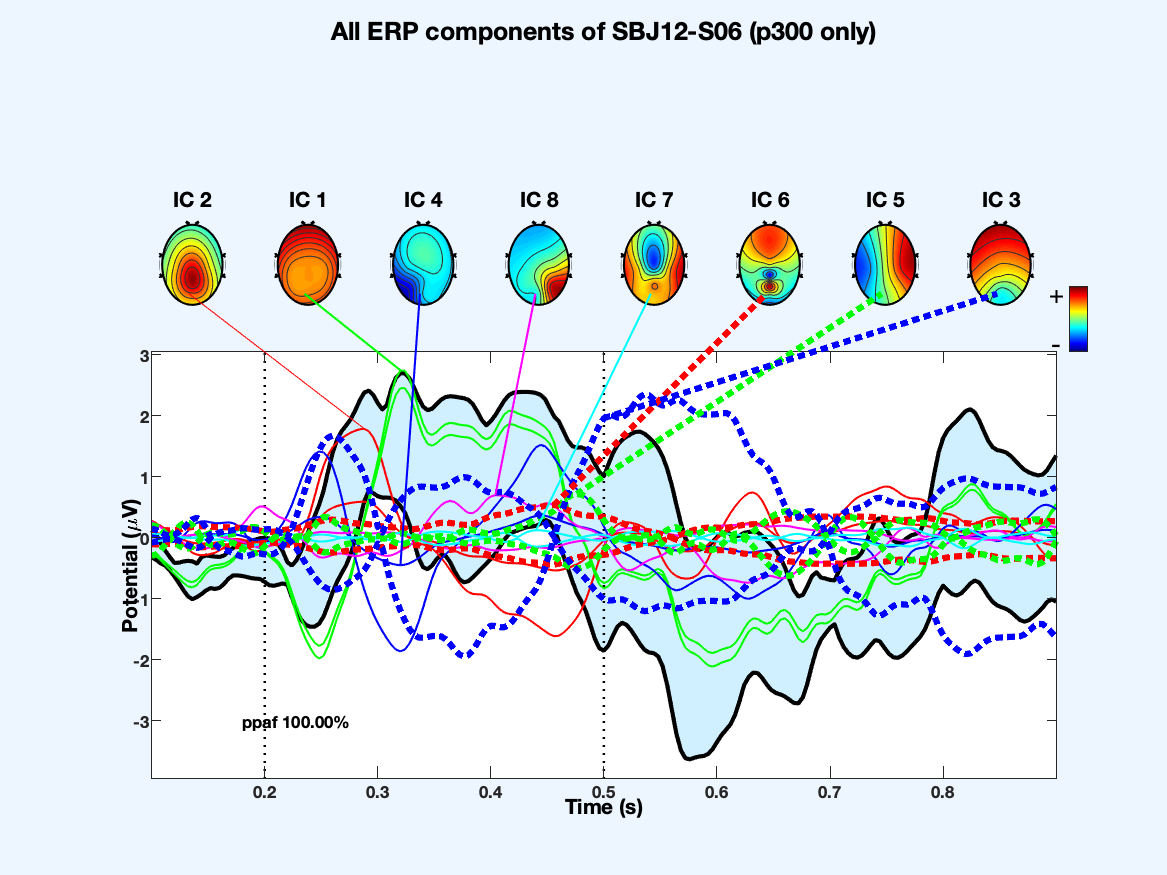 All ERP components of SBJ12-S06 (p300 only)
IC 2 IC 1 IC 4 IC 8 IC 7 IC 6 IC 5 IC 3
+
-
3
2
1
0
-1
-2
-3
Potential (μV)
ppaf 100.00%
0.2 0.3 0.4 0.5 0.6 0.7 0.8
Time (s)